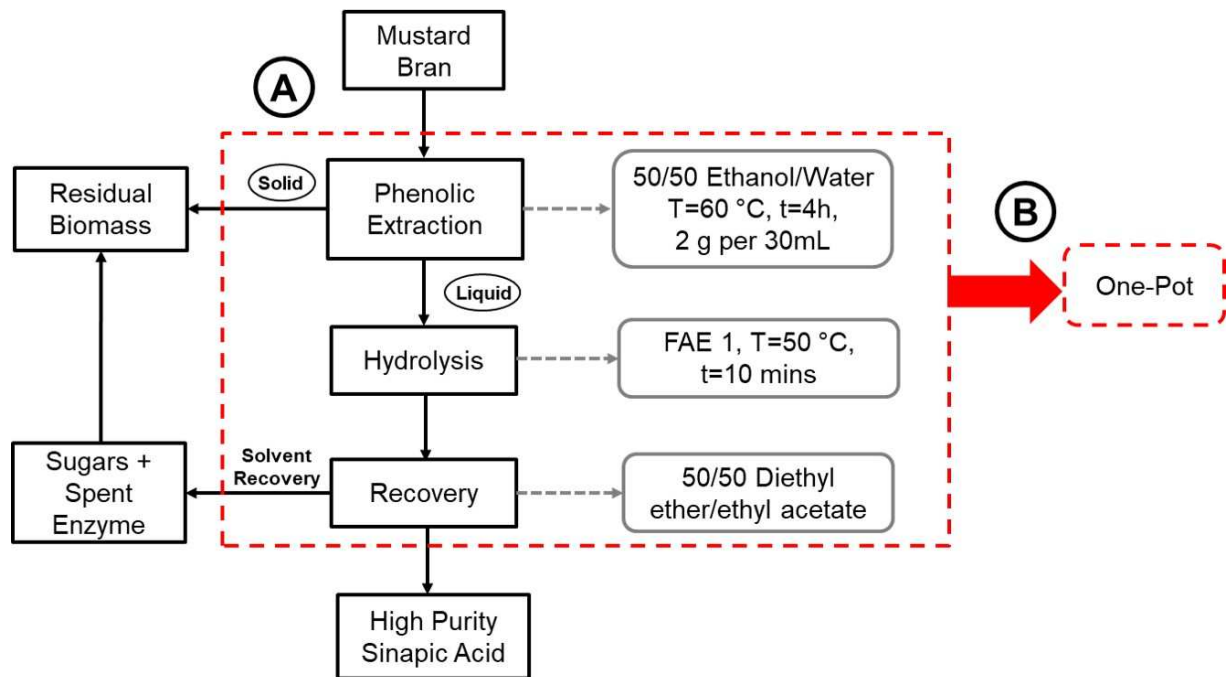 Mustard
Bran
A
Solid
Phenolic
Extraction
50/50 Ethanol/Water
T=60 °C, t=4h,
2 g per 30mL
Residual
Biomass
B
One-Pot
Liquid
Hydrolysis
FAE 1, T=50 °C,
t=10 mins
Sugars +
Spent
Enzyme
Solvent
Recovery
Recovery
50/50 Diethyl
ether/ethyl acetate
High Purity
Sinapic Acid